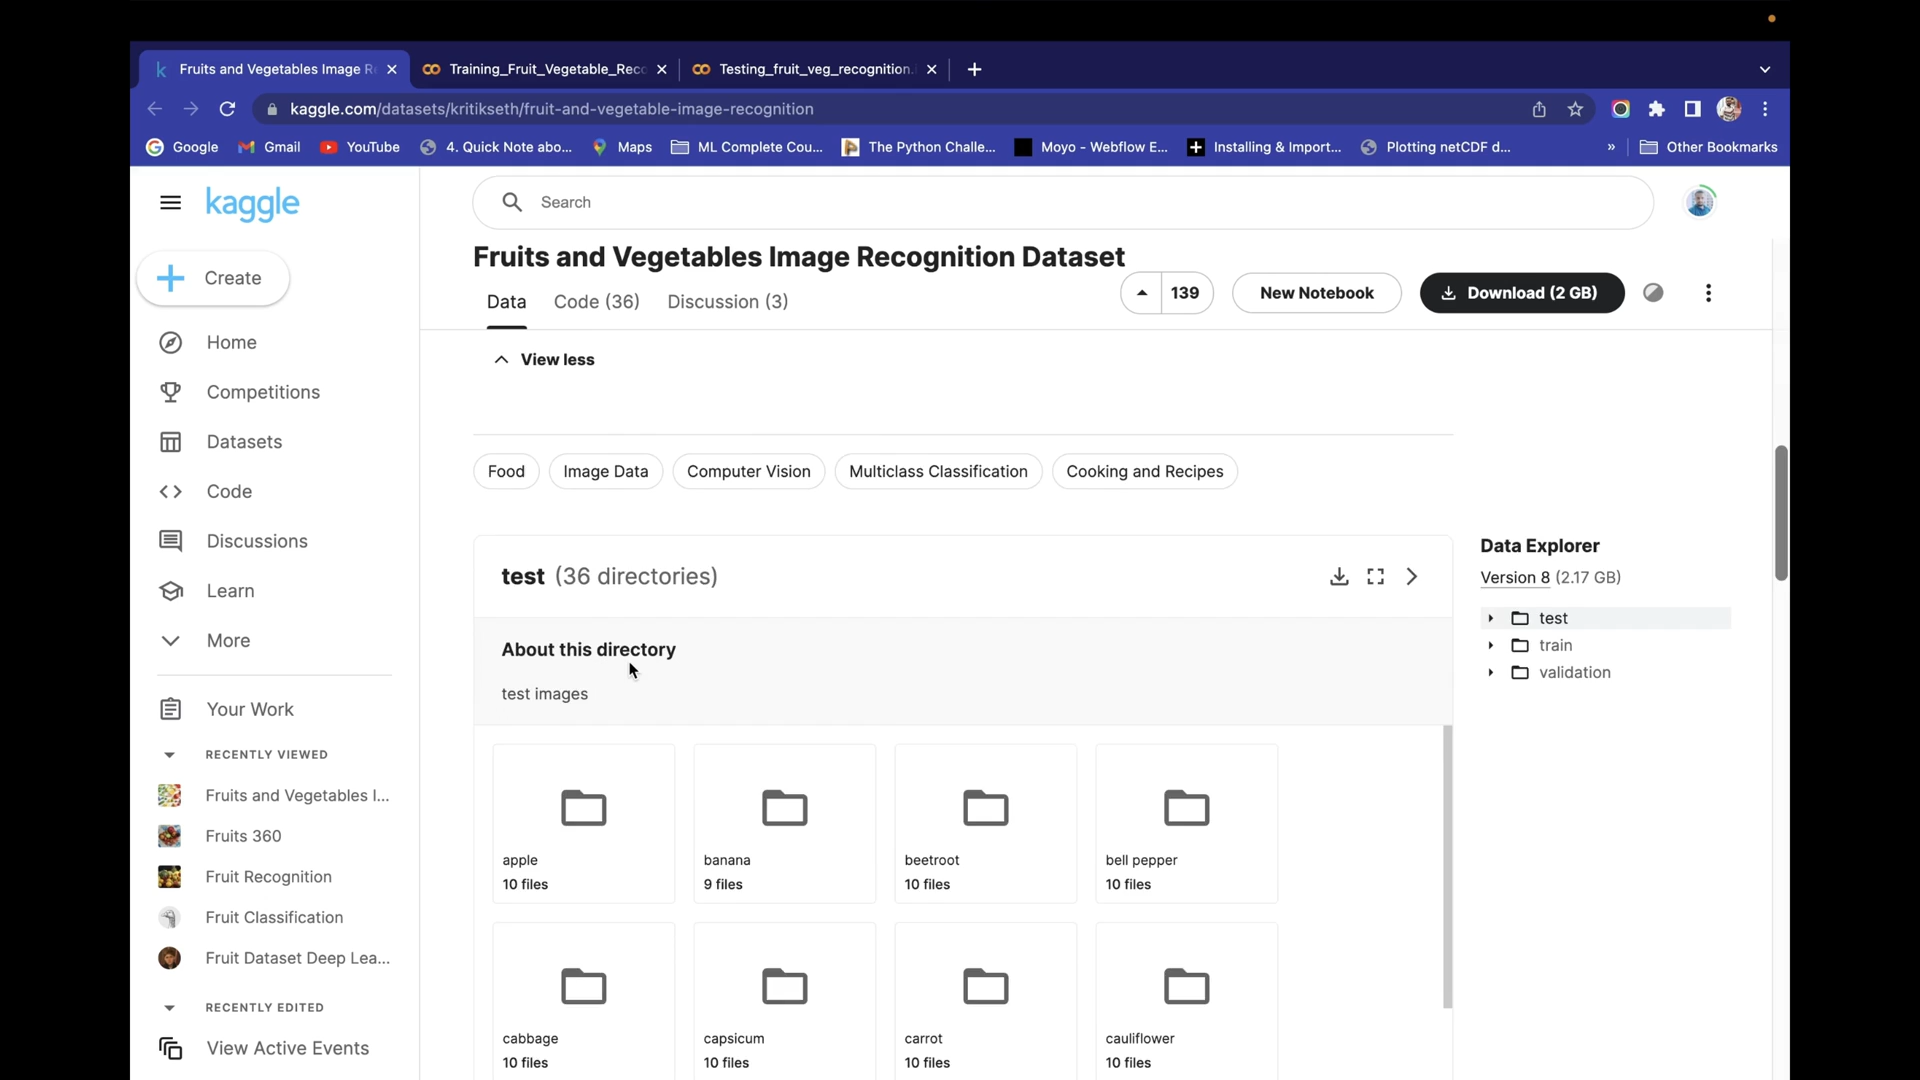 Fruits and Vegetables Image R
Training_Fruit_Vegetable_Reco
Testing_fruit_veg_recognition.
kaggle.com/datasets/kritikseth/fruit-and-vegetable-image-recognition
Google
Gmail
YouTube
4. Quick Note abo...
Maps
ML Complete Cou...
The Python Challe...
Moyo - Webflow E...
Installing & Import...
Plotting netCDF d...
»
Other Bookmarks
kaggle
Search
Create
Home
Competitions
Datasets
Code
Discussions
Learn
More
Your Work
RECENTLY VIEWED
Fruits and Vegetables I...
Fruits 360
Fruit Recognition
Fruit Classification
Fruit Dataset Deep Lea...
RECENTLY EDITED
View Active Events
Fruits and Vegetables Image Recognition Dataset
Data
Code (36)
Discussion (3)
139
New Notebook
Download (2 GB)
View less
Food
Image Data
Computer Vision
Multiclass Classification
Cooking and Recipes
test (36 directories)
About this directory
test images
apple
10 files
banana
9 files
beetroot
10 files
bell pepper
10 files
cabbage
10 files
capsicum
10 files
carrot
10 files
cauliflower
10 files
Data Explorer
Version 8 (2.17 GB)
test
train
validation